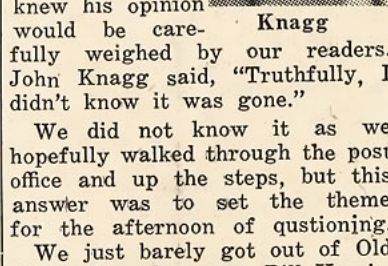 knew his opinion
would be care-
Knagg
fully weighed by our readers.
John Knagg said, “Truthfully, I
didn’t know it was gone.”
We did not know it as we
hopefully walked through the post
office and up the steps, but this
answer was to set the theme
for the afternoon of qustioning.
We just barely got out of Old